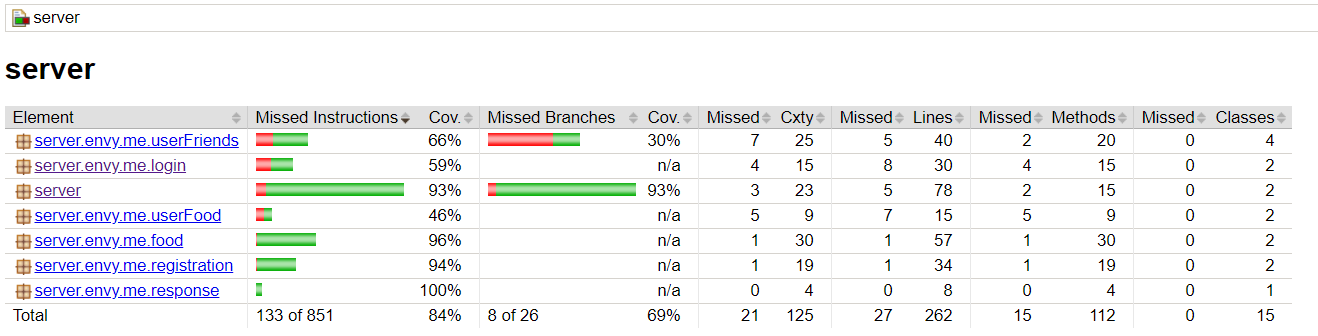 server
server
Element Missed Instructions Cov. Missed Branches Cov. Missed Cxty Missed Lines Missed Methods Missed Classes
server.envy.me.userFriends 66% 30% 7 25 5 40 2 20 0 4
server.envy.me.login 59% n/a 4 15 8 30 4 15 0 2
server 93% 93% 3 23 5 78 2 15 0 2
server.envy.me.userFood 46% n/a 5 9 7 15 5 9 0 2
server.envy.me.food 96% n/a 1 30 1 57 1 30 0 2
server.envy.me.registration 94% n/a 1 19 1 34 1 19 0 2
server.envy.me.response 100% n/a 0 4 0 8 0 4 0 1
Total 133 of 851 84% 8 of 26 69% 21 125 27 262 15 112 0 15